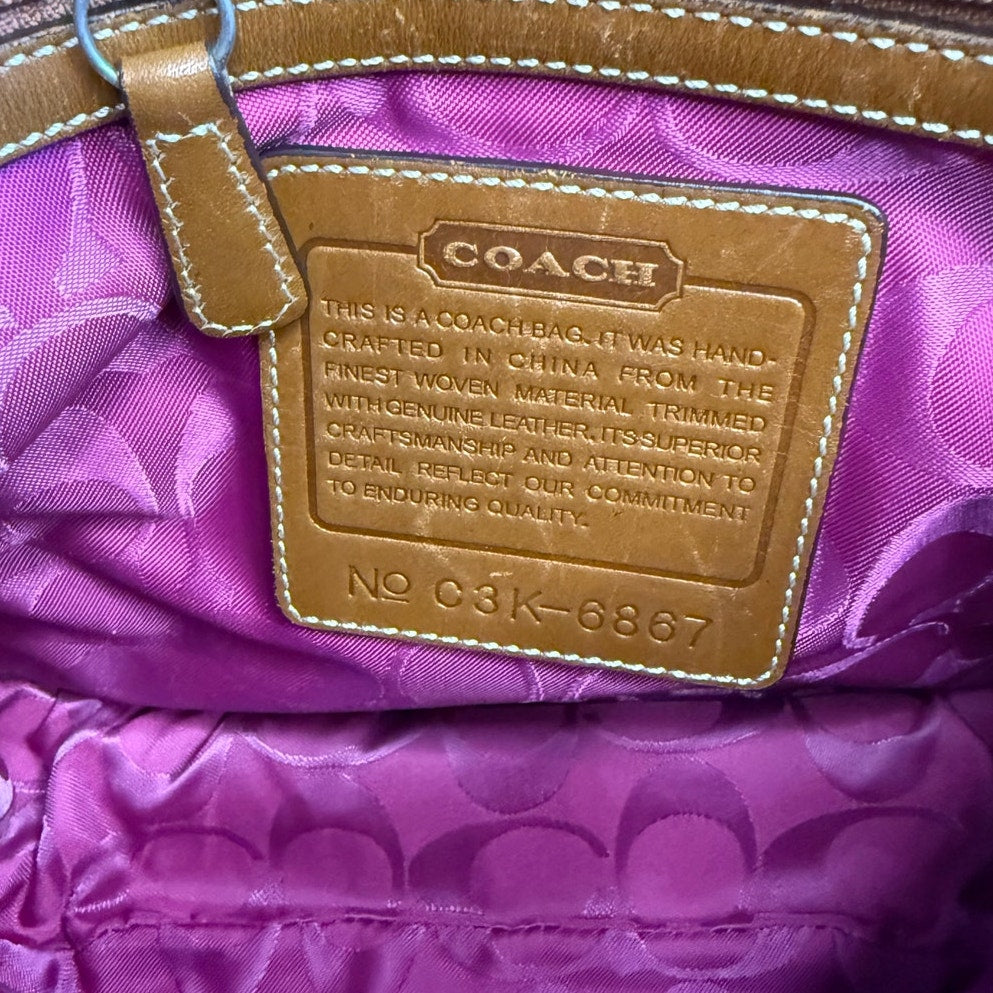 COACH
THIS IS A COACH BAG. IT WAS HAND-
CRAFTED IN CHINA FROM THE
FINEST WOVEN MATERIAL TRIMMED
WITH GENUINE LEATHER. ITS SUPERIOR
CRAFTSMANSHIP AND ATTENTION TO
DETAIL REFLECT OUR COMMITMENT
TO ENDURING QUALITY.
No C3K-6867